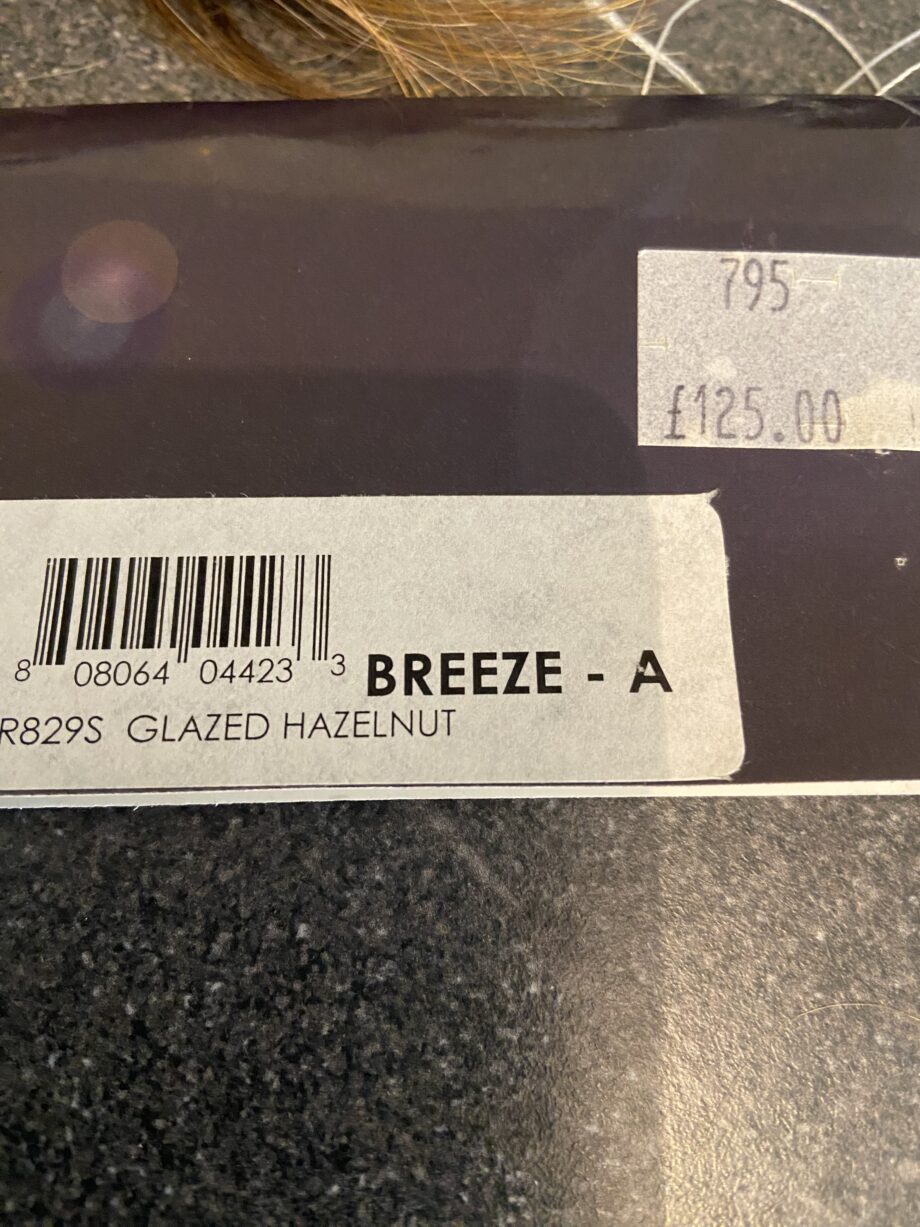 795
£125.00
8 08064 04423 3
BREEZE - A
R829S GLAZED HAZELNUT